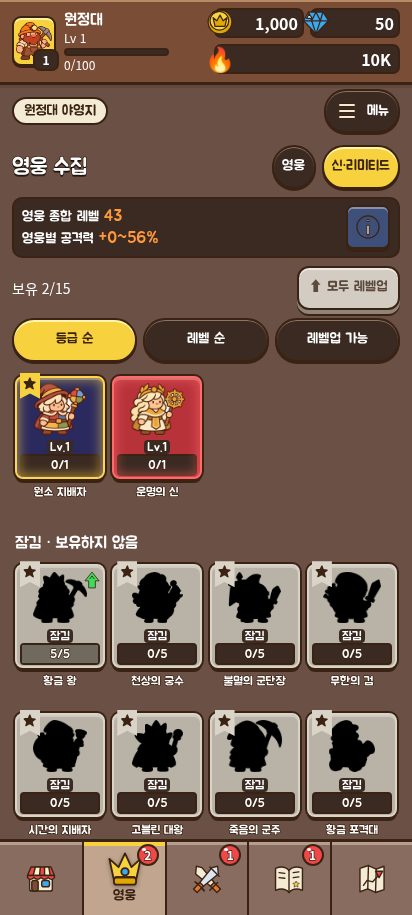 원정대
Lv 1
1
0/100
1,000
50
10K
원정대 야영지
메뉴
영웅 수집
영웅
신·리미티드
영웅 종합 레벨 43
영웅별 공격력 +0~56%
보유 2/15
모두 레벨업
등급 순
레벨 순
레벨업 가능
Lv.1
0/1
원소 지배자
Lv.1
0/1
운명의 신
잠김 · 보유하지 않음
잠김
5/5
황금 왕
잠김
0/5
천상의 궁수
잠김
0/5
불멸의 군단장
잠김
0/5
무한의 검
잠김
0/5
시간의 지배자
잠김
0/5
고블린 대왕
잠김
0/5
죽음의 군주
잠김
0/5
황금 포격대
2
영웅
1
1